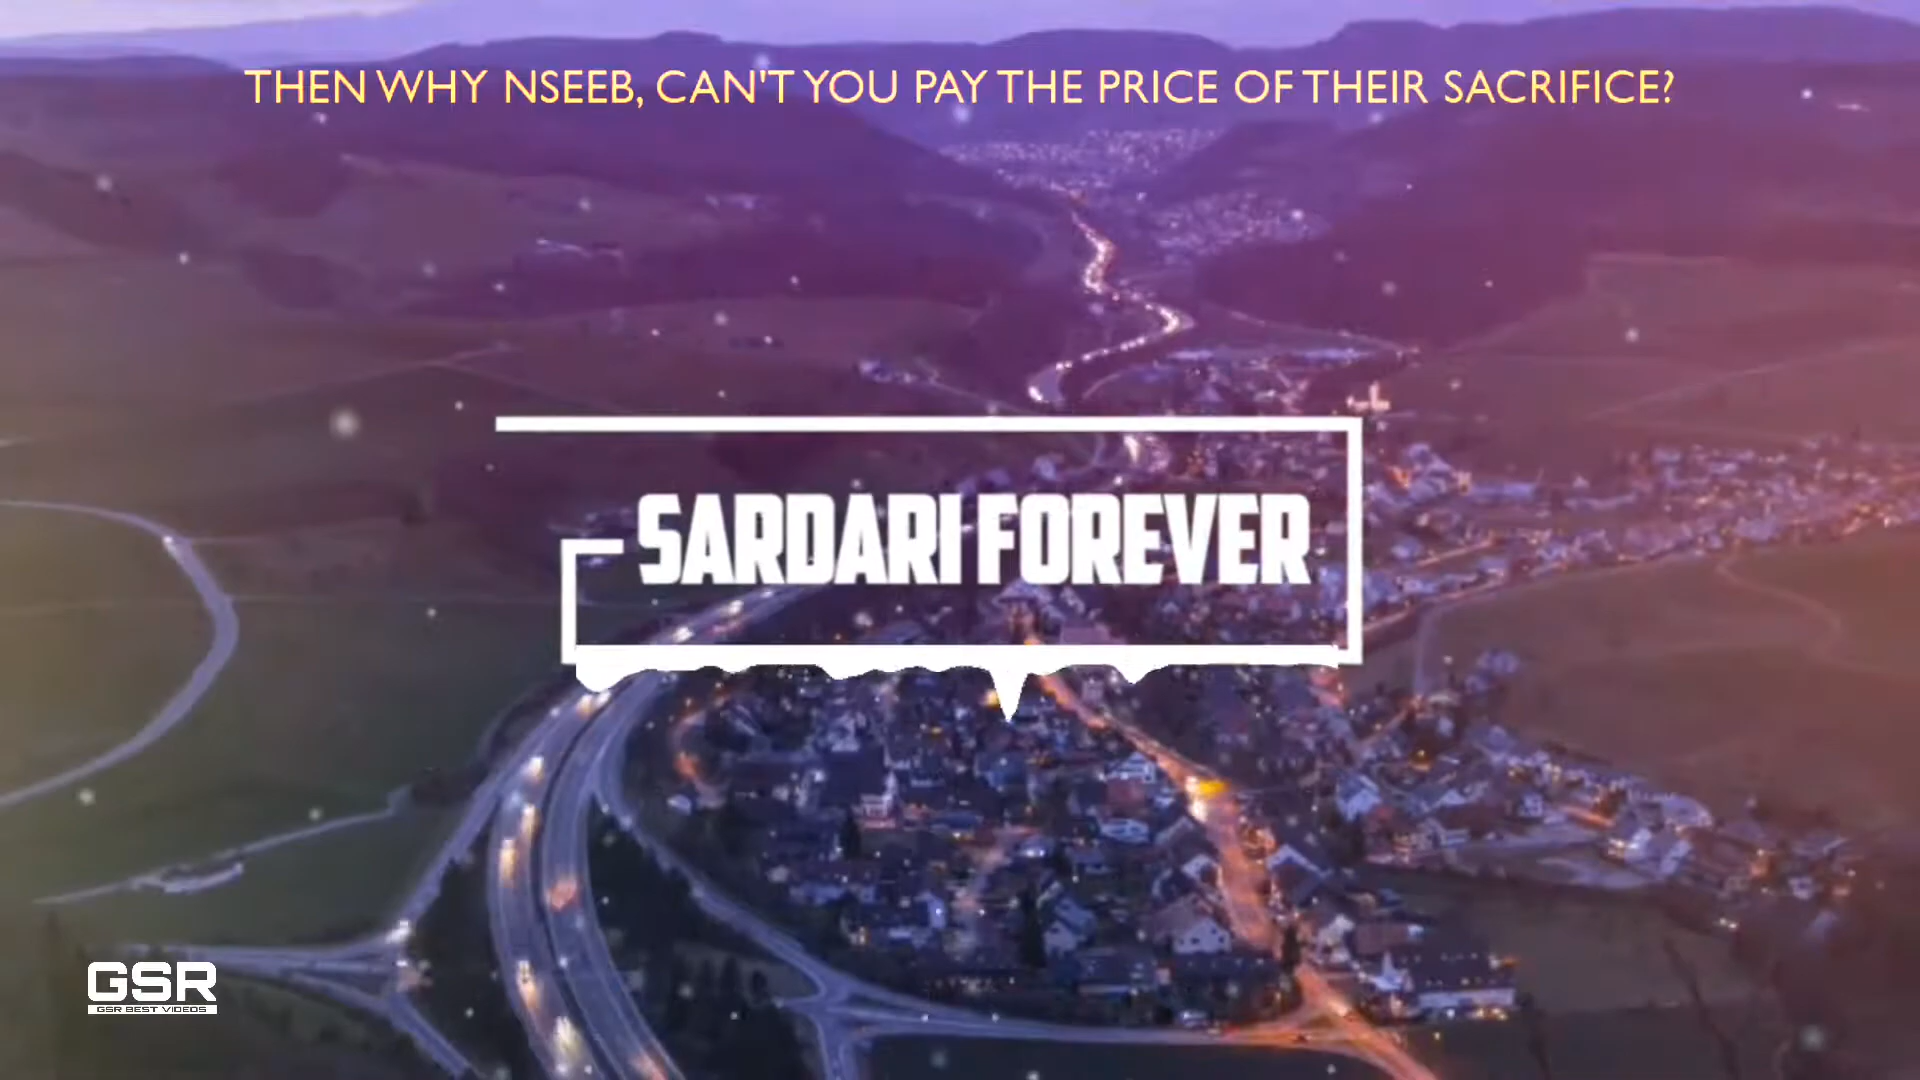 THEN WHY NSEEB, CAN'T YOU PAY THE PRICE OF THEIR SACRIFICE?
SARDARI FOREVER
GSR
GSR BEST VIDEOS